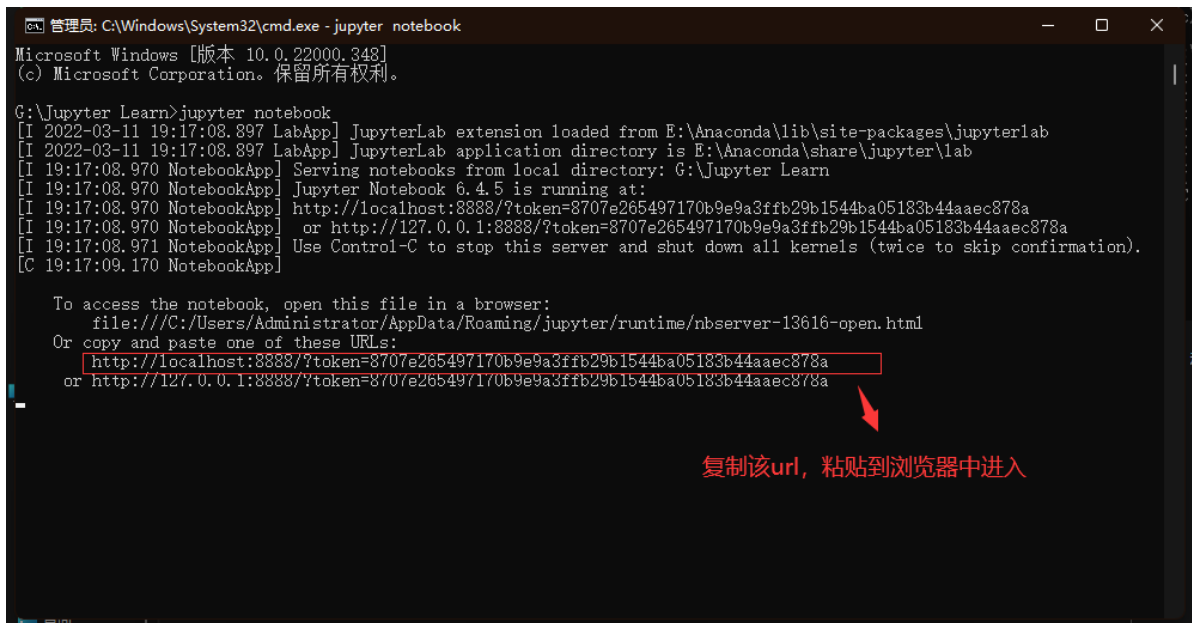 管理员: C:\Windows\System32\cmd.exe - jupyter  notebook
Microsoft Windows [版本 10.0.22000.348]
(c) Microsoft Corporation。保留所有权利。
G:\Jupyter Learn>jupyter notebook
[I 2022-03-11 19:17:08.897 LabApp] JupyterLab extension loaded from E:\Anaconda\lib\site-packages\jupyterlab
[I 2022-03-11 19:17:08.897 LabApp] JupyterLab application directory is E:\Anaconda\share\jupyter\lab
[I 19:17:08.970 NotebookApp] Serving notebooks from local directory: G:\Jupyter Learn
[I 19:17:08.970 NotebookApp] Jupyter Notebook 6.4.5 is running at:
[I 19:17:08.970 NotebookApp] http://localhost:8888/?token=8707e265497170b9e9a3ffb29b1544ba05183b44aaec878a
[I 19:17:08.970 NotebookApp]  or http://127.0.0.1:8888/?token=8707e265497170b9e9a3ffb29b1544ba05183b44aaec878a
[I 19:17:08.971 NotebookApp] Use Control-C to stop this server and shut down all kernels (twice to skip confirmation).
[C 19:17:09.170 NotebookApp]
To access the notebook, open this file in a browser:
file:///C:/Users/Administrator/AppData/Roaming/jupyter/runtime/nbserver-13616-open.html
Or copy and paste one of these URLs:
http://localhost:8888/?token=8707e265497170b9e9a3ffb29b1544ba05183b44aaec878a
or http://127.0.0.1:8888/?token=8707e265497170b9e9a3ffb29b1544ba05183b44aaec878a
复制该url，粘贴到浏览器中进入